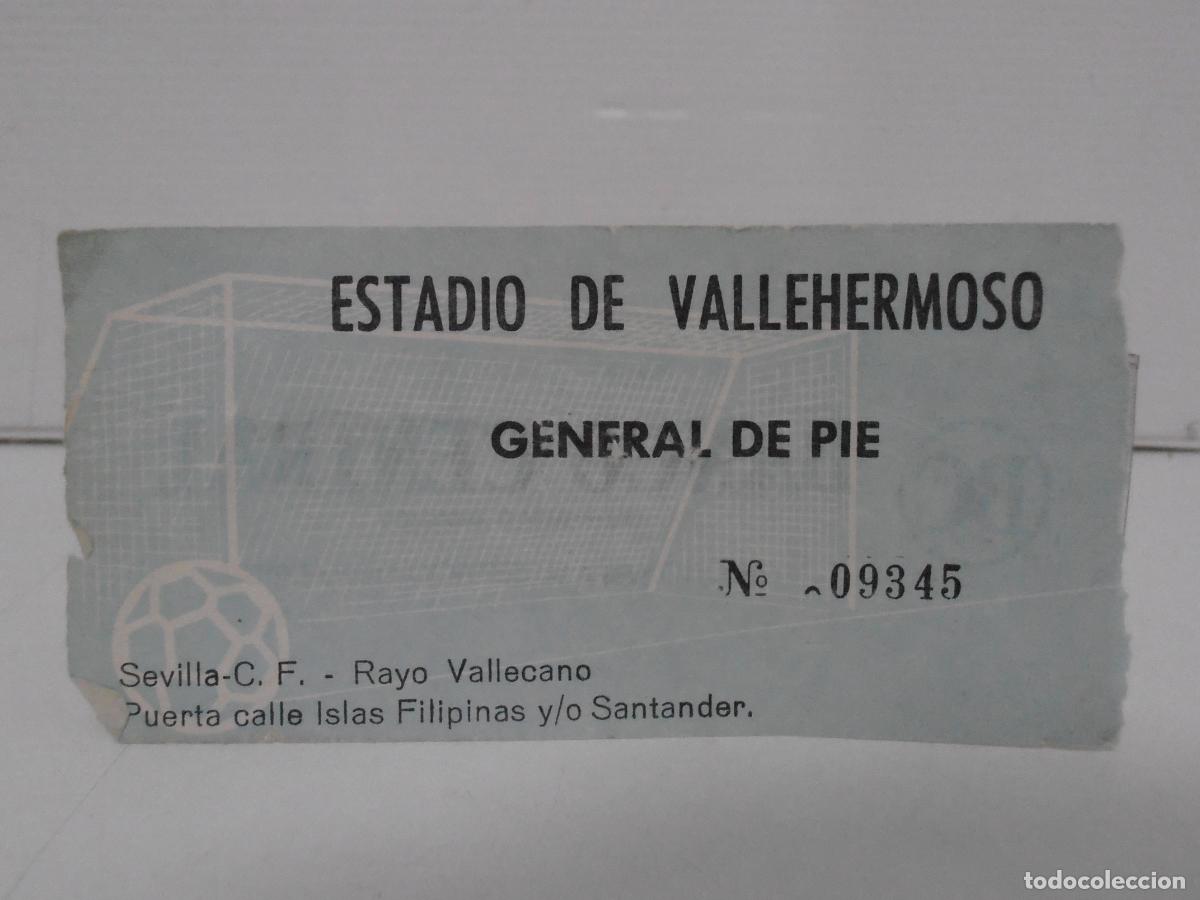 ESTADIO DE VALLEHERMOSO
GENERAL DE PIE
Nº 09345
Sevilla-C. F. - Rayo Vallecano
Puerta calle Islas Filipinas y/o Santander.
todocoleccion